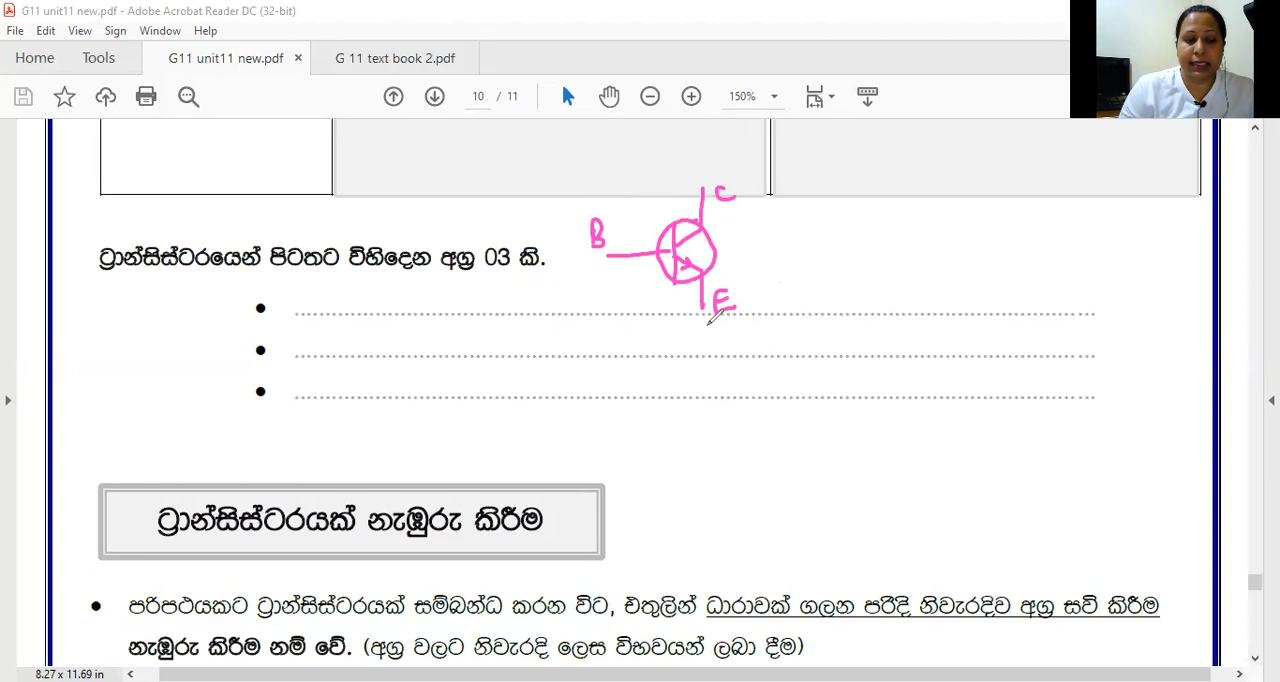 G11 unit11 new.pdf - Adobe Acrobat Reader DC (32-bit)
File Edit View Sign Window Help
Home Tools G11 unit11 new.pdf × G 11 text book 2.pdf
10 / 11 150%
C
B
ට්‍රාන්සිස්ටරයෙන් පිටතට විහිදෙන අග්‍ර 03 කි.
E
ට්‍රාන්සිස්ටරයක් නැඹුරු කිරීම
පරිපථයකට ට්‍රාන්සිස්ටරයක් සම්බන්ධ කරන විට, එතුලින් ධාරාවක් ගලන පරිදි නිවැරදිව අග්‍ර සවි කිරීම
නැඹුරු කිරීම නම් වේ. (අග්‍ර වලට නිවැරදි ලෙස විභවයන් ලබා දීම)
8.27 x 11.69 in